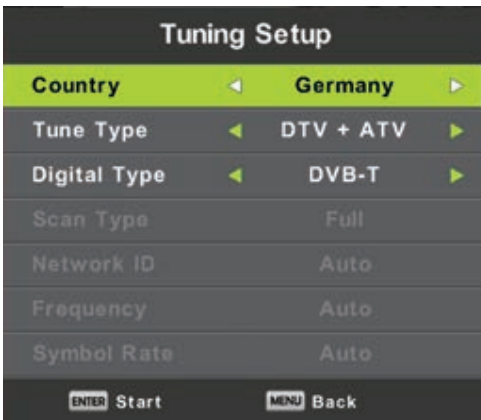 Tuning Setup
Country Germany
Tune Type DTV + ATV
Digital Type DVB-T
Scan Type Full
Network ID Auto
Frequency Auto
Symbol Rate Auto
ENTER Start MENU Back